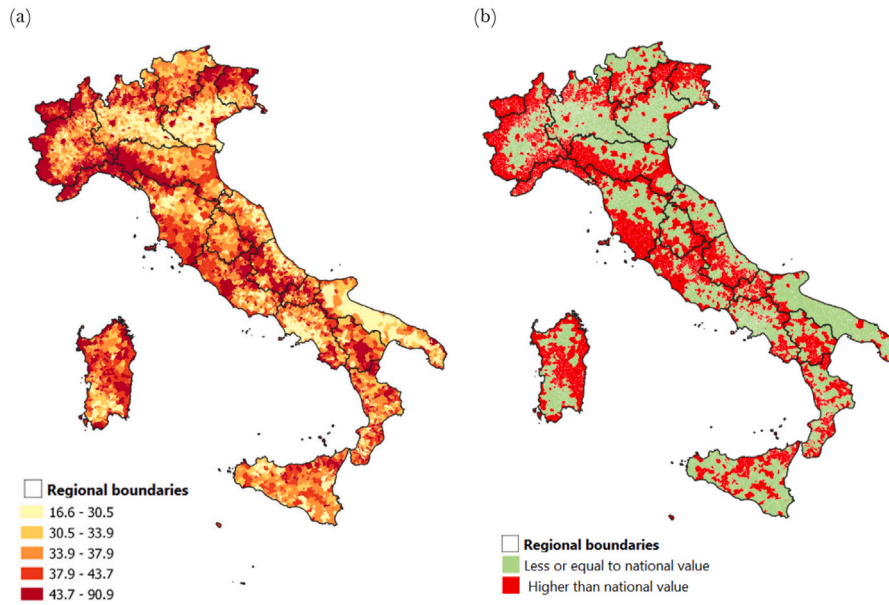 (a)
(b)
Regional boundaries
16.6 - 30.5
30.5 - 33.9
33.9 - 37.9
37.9 - 43.7
43.7 - 90.9
Regional boundaries
Less or equal to national value
Higher than national value